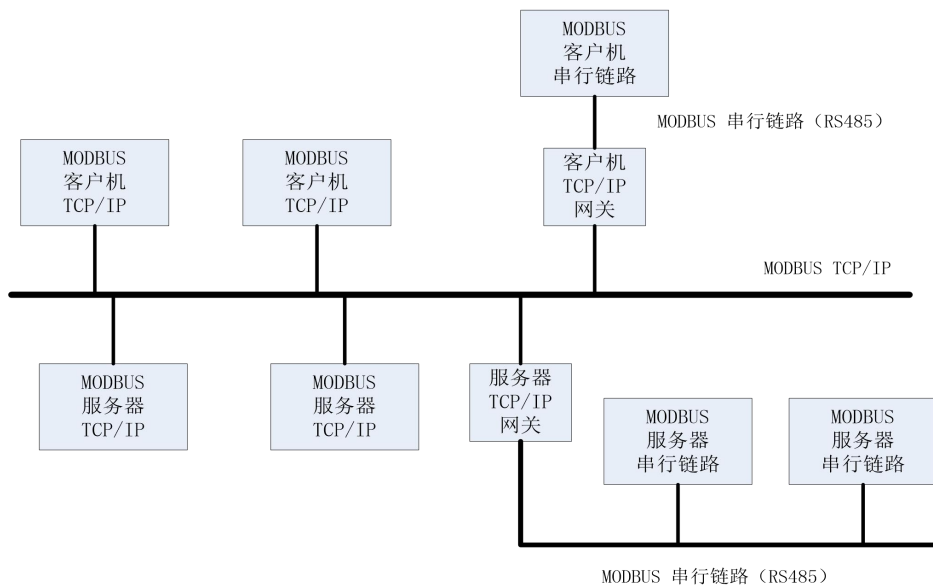 MODBUS
客户机
串行链路
MODBUS 串行链路（RS485）
MODBUS
客户机
TCP/IP
MODBUS
客户机
TCP/IP
客户机
TCP/IP
网关
MODBUS TCP/IP
MODBUS
服务器
TCP/IP
MODBUS
服务器
TCP/IP
服务器
TCP/IP
网关
MODBUS
服务器
串行链路
MODBUS
服务器
串行链路
MODBUS 串行链路（RS485）